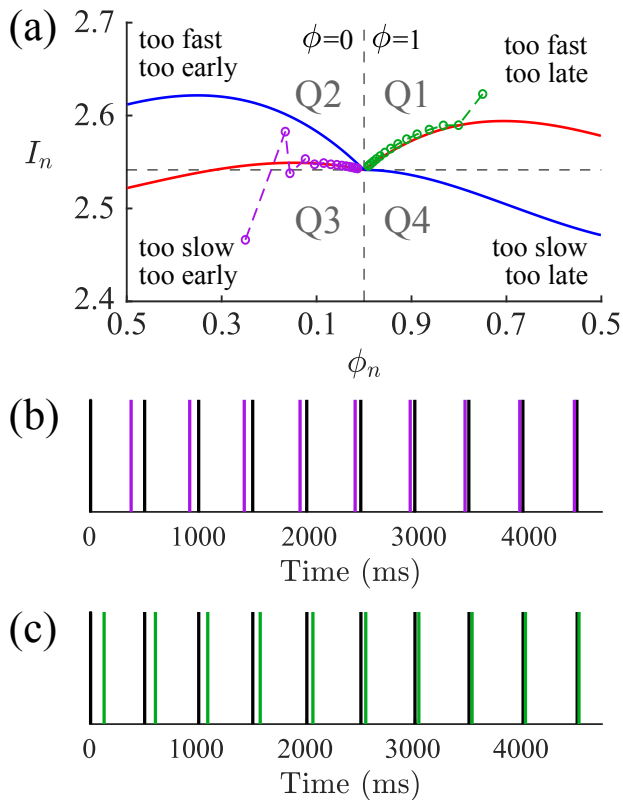 (a)
2.7
2.6
2.5
2.4
I_n
too fast
too early
ϕ=0
ϕ=1
too fast
too late
Q2
Q1
Q3
Q4
too slow
too early
too slow
too late
0.5 0.3 0.1 0.9 0.7 0.5
ϕ_n
(b)
0 1000 2000 3000 4000
Time (ms)
(c)
0 1000 2000 3000 4000
Time (ms)